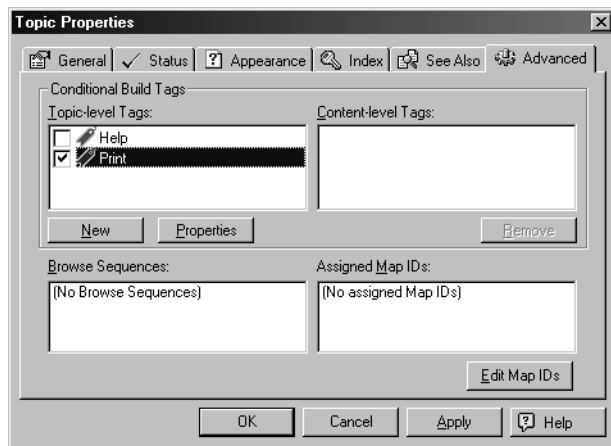 Topic Properties
General Status Appearance Index See Also Advanced
Conditional Build Tags
Topic-level Tags: Content-level Tags:
Help
Print
New Properties Remove
Browse Sequences: Assigned Map IDs:
(No Browse Sequences) (No assigned Map IDs)
Edit Map IDs
OK Cancel Apply Help